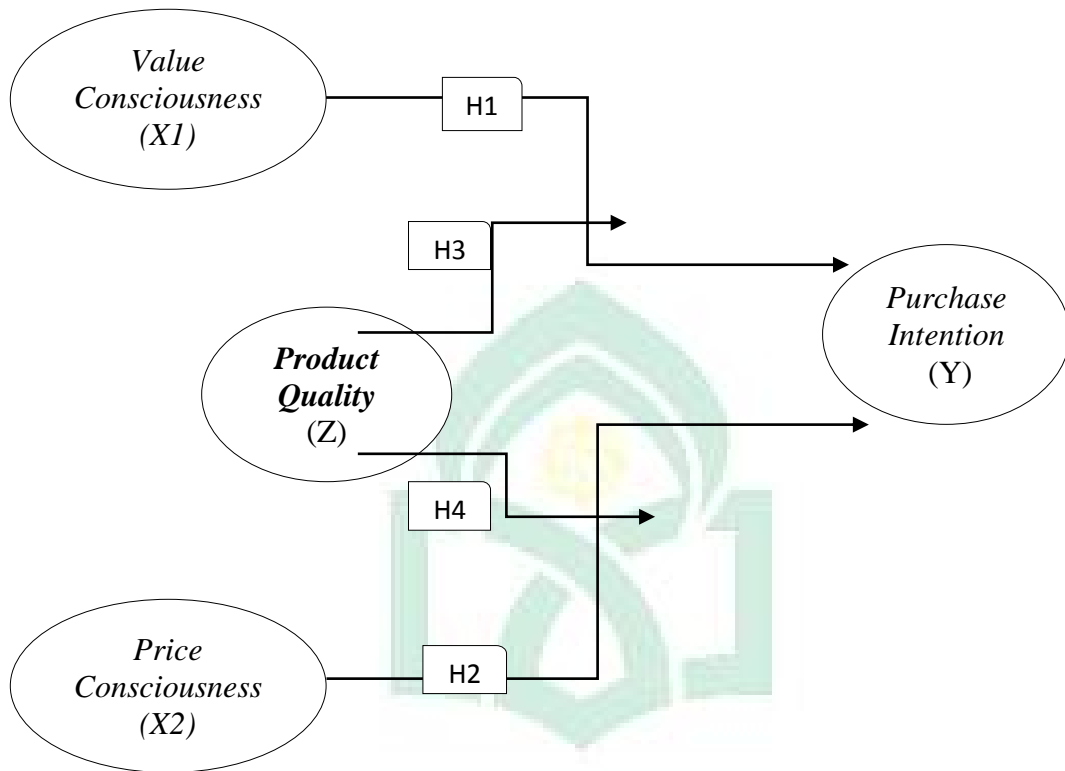 Value
Consciousness
(X1)
H1
H3
Purchase
Intention
(Y)
Product
Quality
(Z)
H4
Price
Consciousness
(X2)
H2